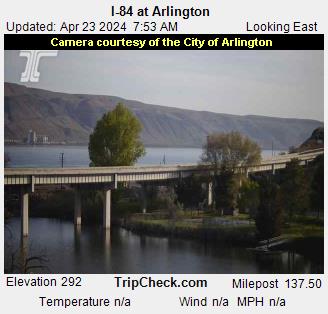 I-84 at Arlington
Updated: Apr 23 2024 7:53 AM Looking East
Camera courtesy of the City of Arlington
Elevation 292 TripCheck.com Milepost 137.50
Temperature n/a Wind n/a MPH n/a